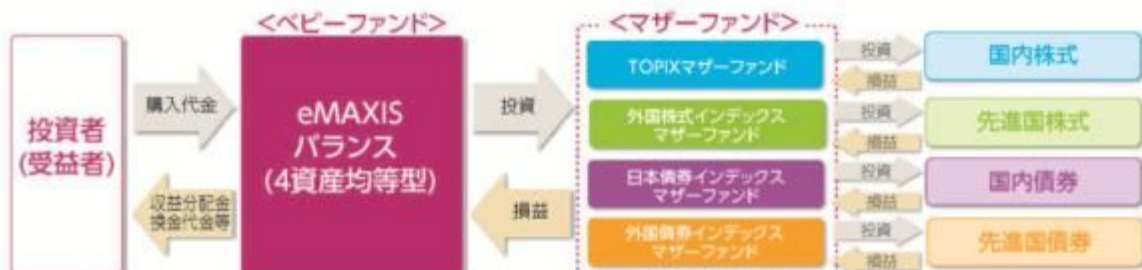 <ベビーファンド>
<マザーファンド>
投資者
(受益者)
購入代金
収益分配金
換金代金等
eMAXIS
バランス
(4資産均等型)
投資
損益
TOPIXマザーファンド
投資
損益
国内株式
外国株式インデックス
マザーファンド
投資
損益
先進国株式
日本債券インデックス
マザーファンド
投資
損益
国内債券
外国債券インデックス
マザーファンド
投資
損益
先進国債券